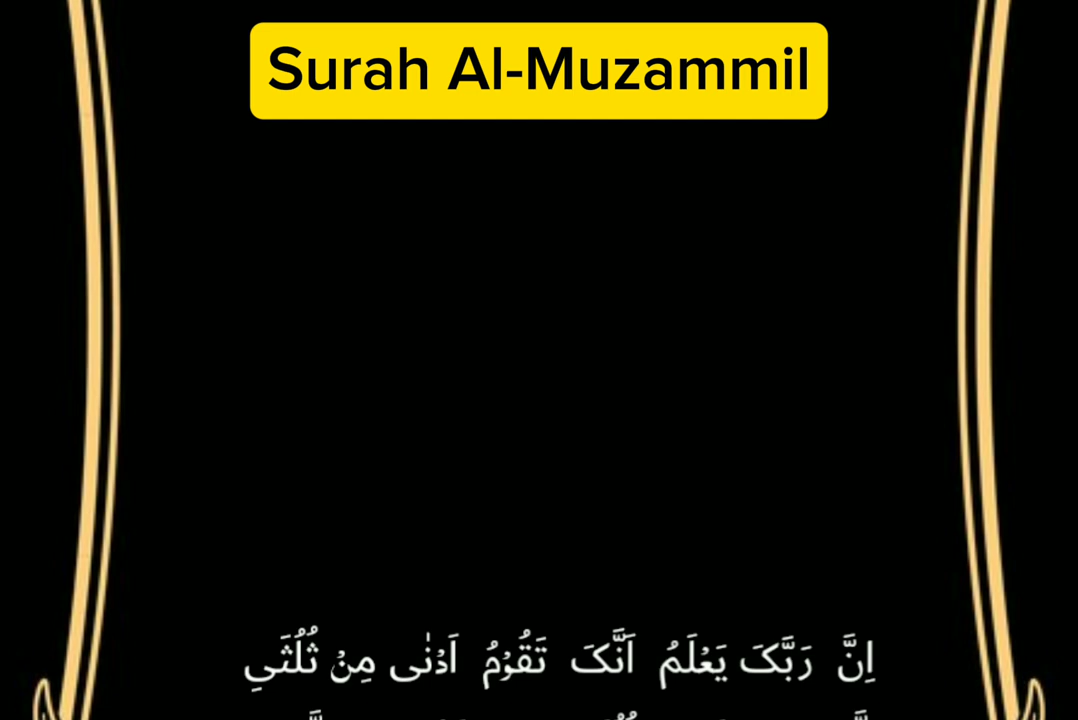 Surah Al-Muzammil
اِنَّ رَبَّکَ یَعۡلَمُ اَنَّکَ تَقُوۡمُ اَدۡنٰی مِنۡ ثُلُثَیِ